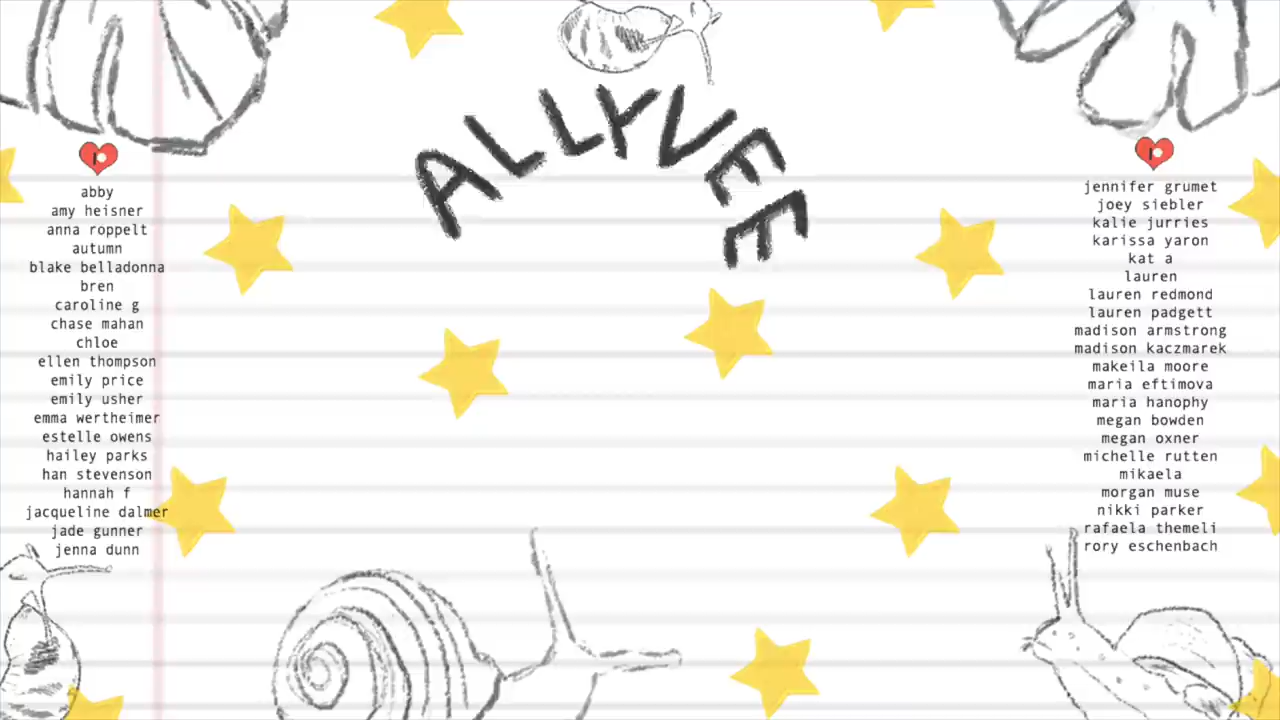 ALLYVEE
abby
amy heisner
anna roppelt
autumn
blake belladonna
bren
caroline g
chase mahan
chloe
ellen thompson
emily price
emily usher
emma wertheimer
estelle owens
hailey parks
han stevenson
hannah f
jacqueline dalmer
jade gunner
jenna dunn
jennifer grumet
joey siebler
kalie jurries
karissa yaron
kat a
lauren
lauren redmond
lauren padgett
madison armstrong
madison kaczmarek
makeila moore
maria eftimova
maria hanophy
megan bowden
megan oxner
michelle rutten
mikaela
morgan muse
nikki parker
rafaela themeli
rory eschenbach